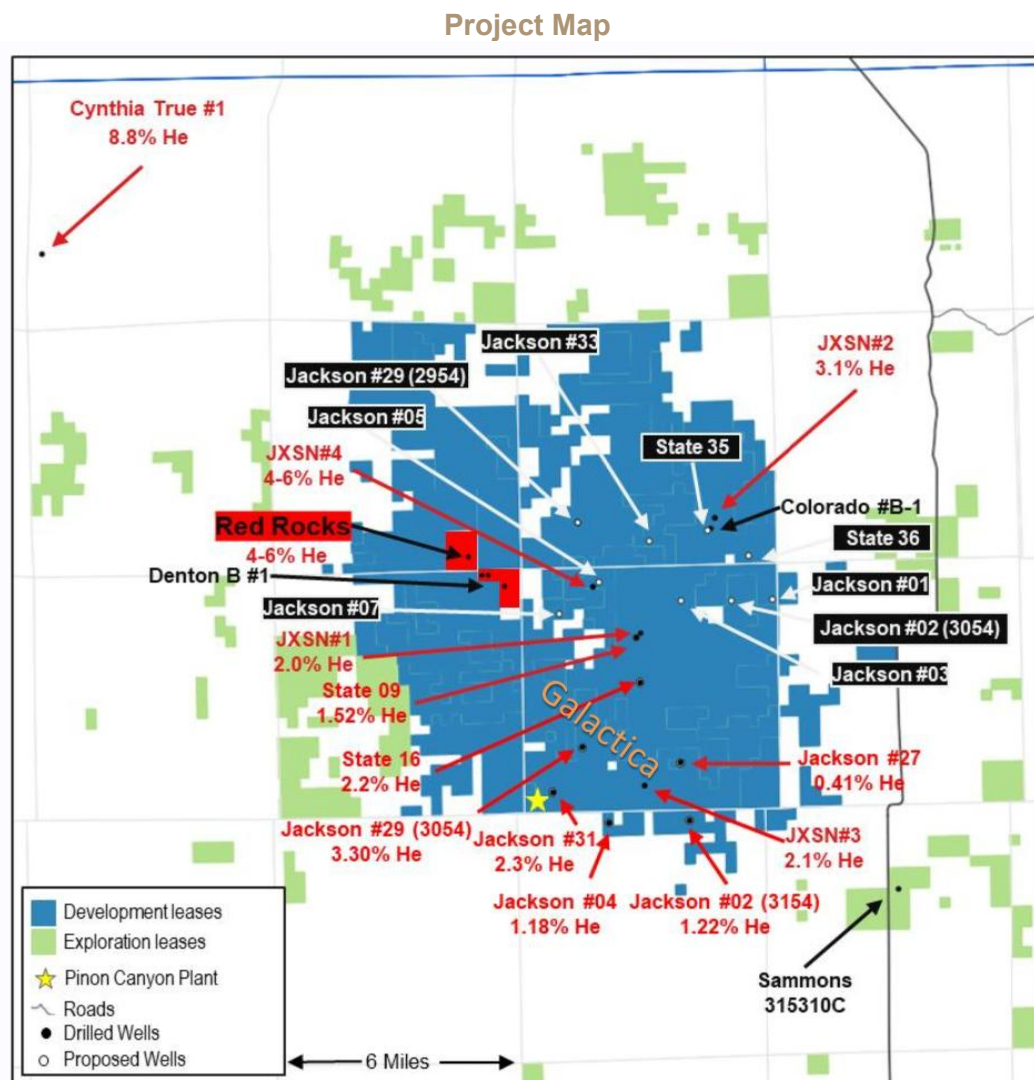 Project Map
Cynthia True #1
8.8% He
Jackson #33
JXSN#2
3.1% He
Jackson #29 (2954)
Jackson #05
State 35
JXSN#4
4-6% He
Colorado #B-1
Red Rocks
4-6% He
State 36
Denton B #1
Jackson #01
Jackson #07
Jackson #02 (3054)
JXSN#1
2.0% He
Jackson #03
State 09
1.52% He
Galactica
State 16
2.2% He
Jackson #27
0.41% He
Jackson #29 (3054)
3.30% He
Jackson #31
2.3% He
JXSN#3
2.1% He
Jackson #04
1.18% He
Jackson #02 (3154)
1.22% He
Sammons
315310C
Development leases
Exploration leases
Pinon Canyon Plant
Roads
Drilled Wells
Proposed Wells
6 Miles